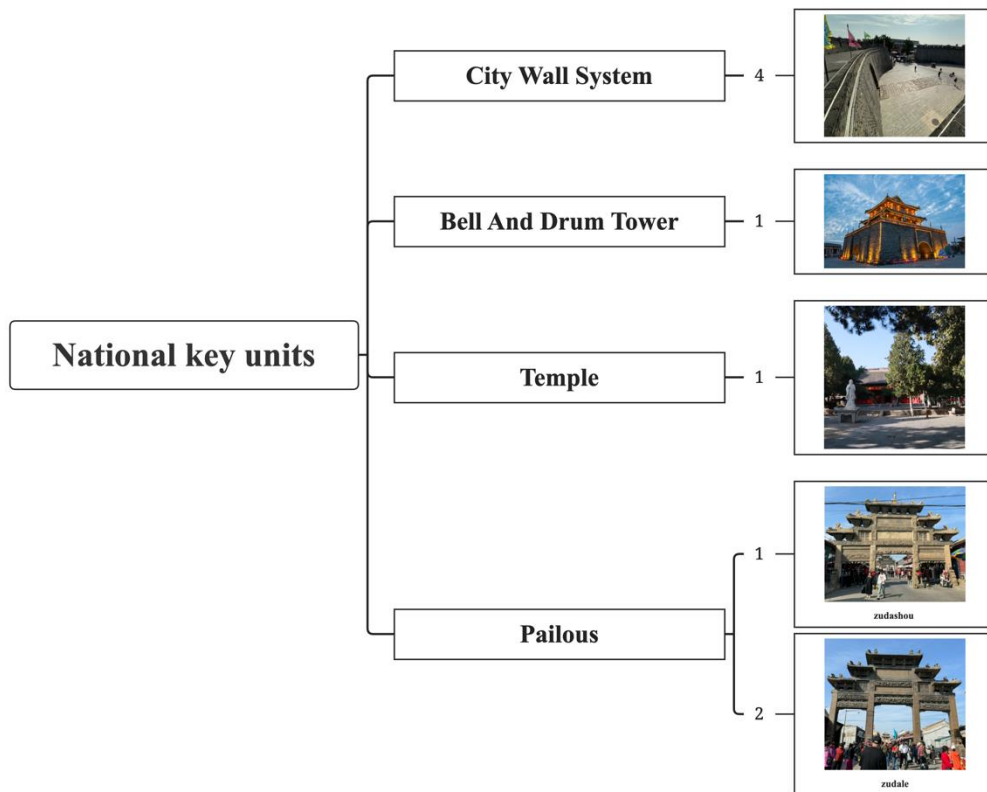 National key units
City Wall System
4
Bell And Drum Tower
1
Temple
1
Pailous
1
zudashou
2
zudale